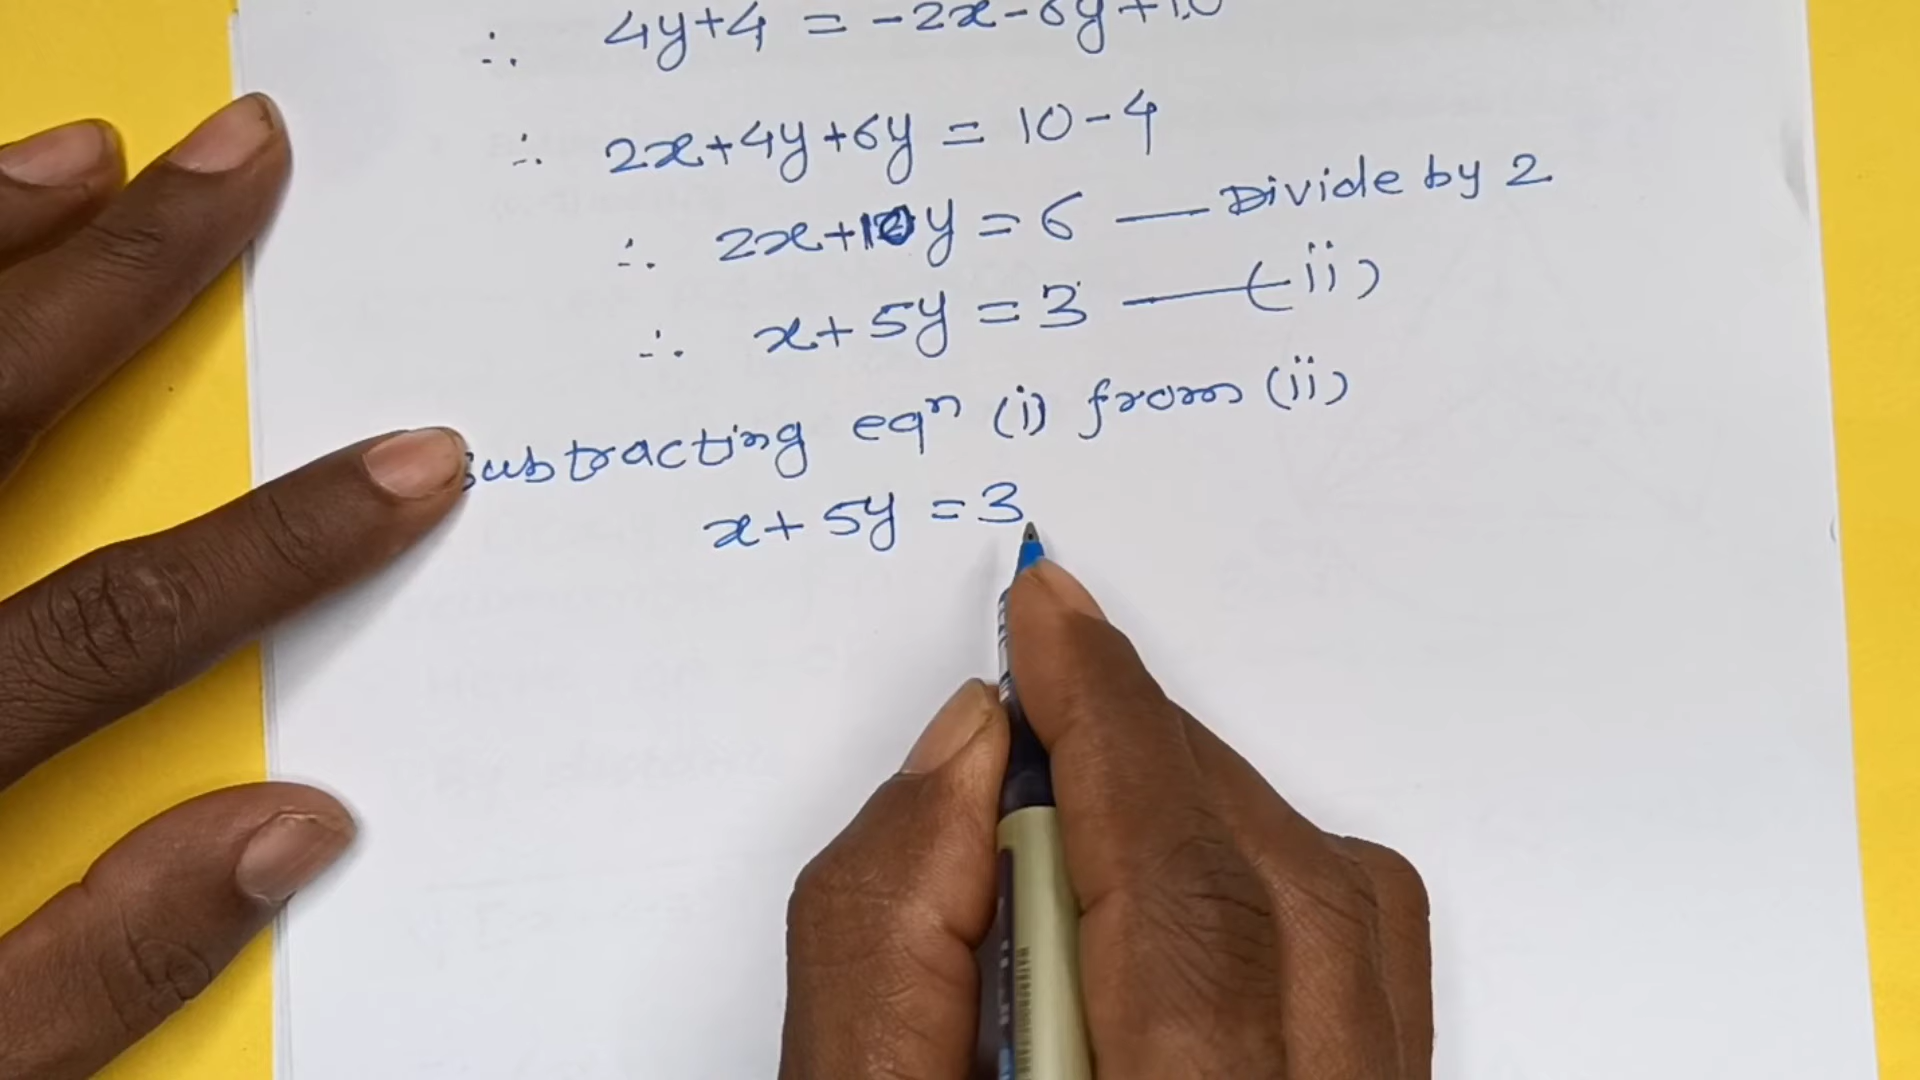 ∴ 4y+4 = -2x-6y+10
∴ 2x+4y+6y = 10-4
∴ 2x+10y = 6 — Divide by 2
∴ x+5y = 3 — (ii)
subtracting eqⁿ (i) from (ii)
x+5y = 3